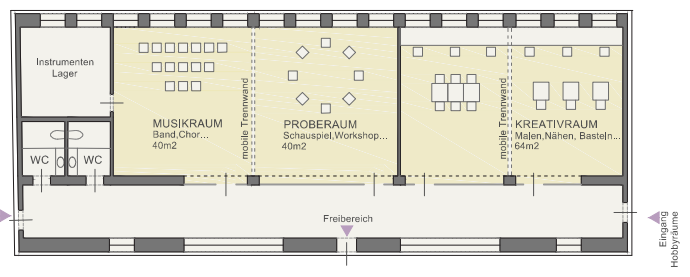 Instrumenten
Lager
MUSIKRAUM
Band,Chor...
40m2
mobile Trennwand
PROBERAUM
Schauspiel,Workshop...
40m2
mobile Trennwand
KREATIVRAUM
Malen,Nähen, Basteln...
64m2
WC
WC
Freibereich
Eingang
Hobbyräume